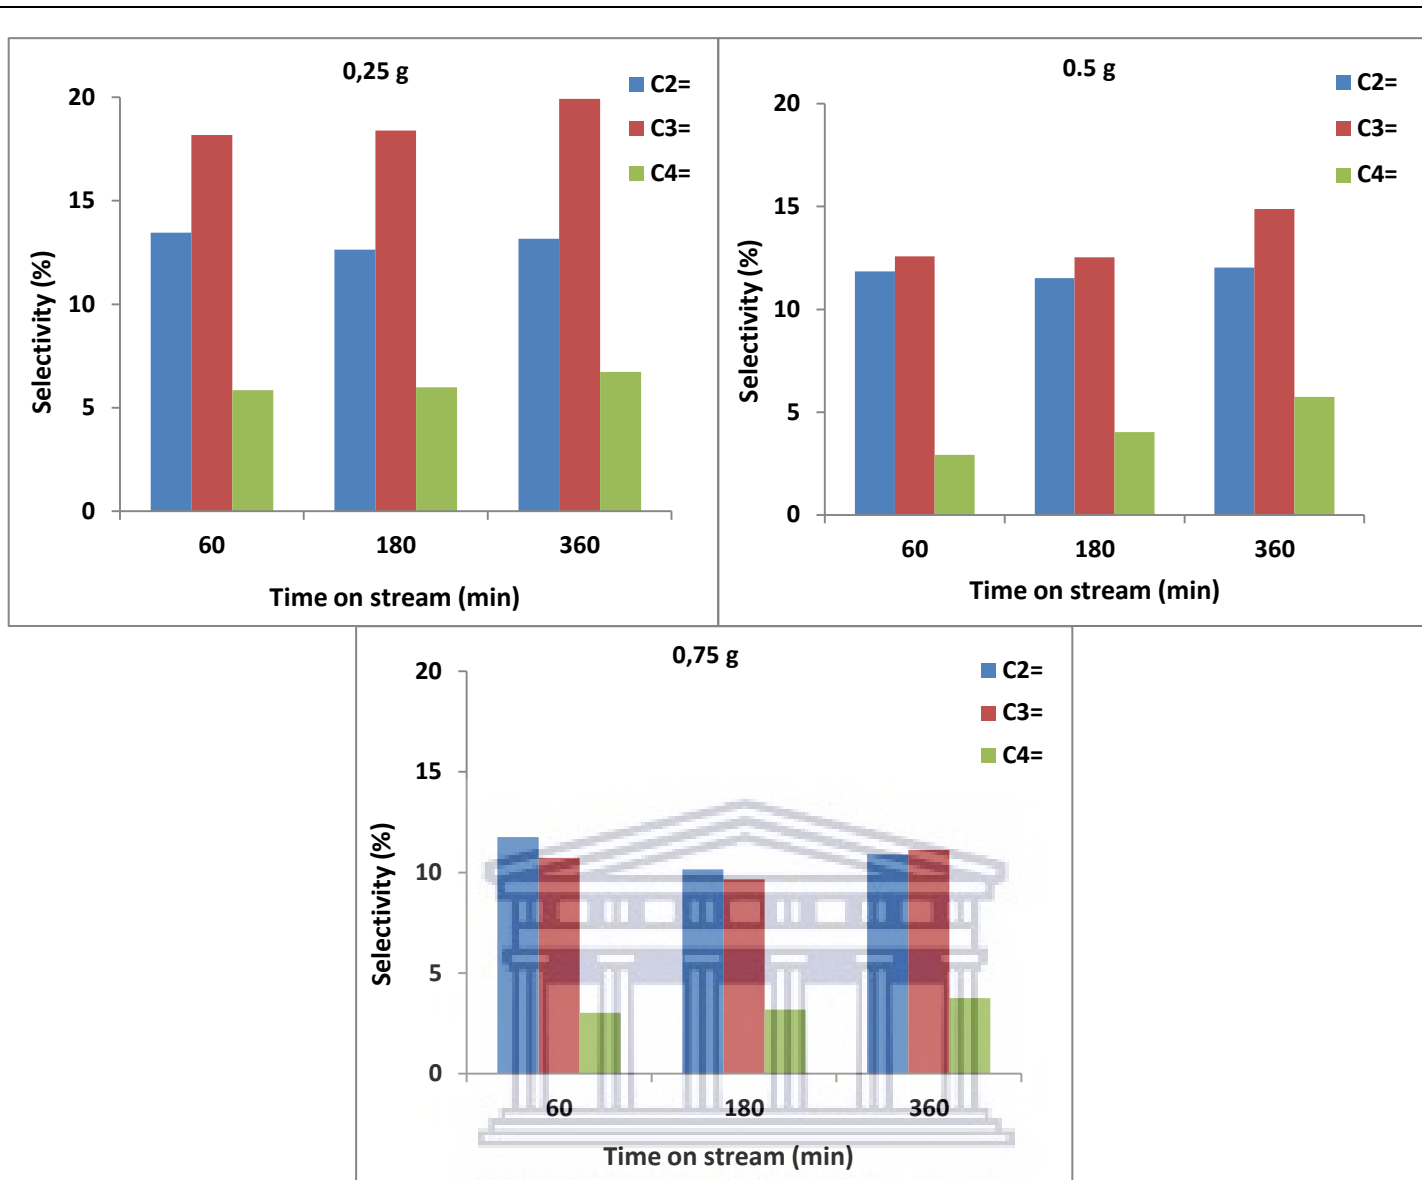 0,25 g
C2=
C3=
C4=
20
15
10
5
0
Selectivity (%)
60 180 360
Time on stream (min)
0.5 g
C2=
C3=
C4=
20
15
10
5
0
Selectivity (%)
60 180 360
Time on stream (min)
0,75 g
C2=
C3=
C4=
20
15
10
5
0
Selectivity (%)
60 180 360
Time on stream (min)